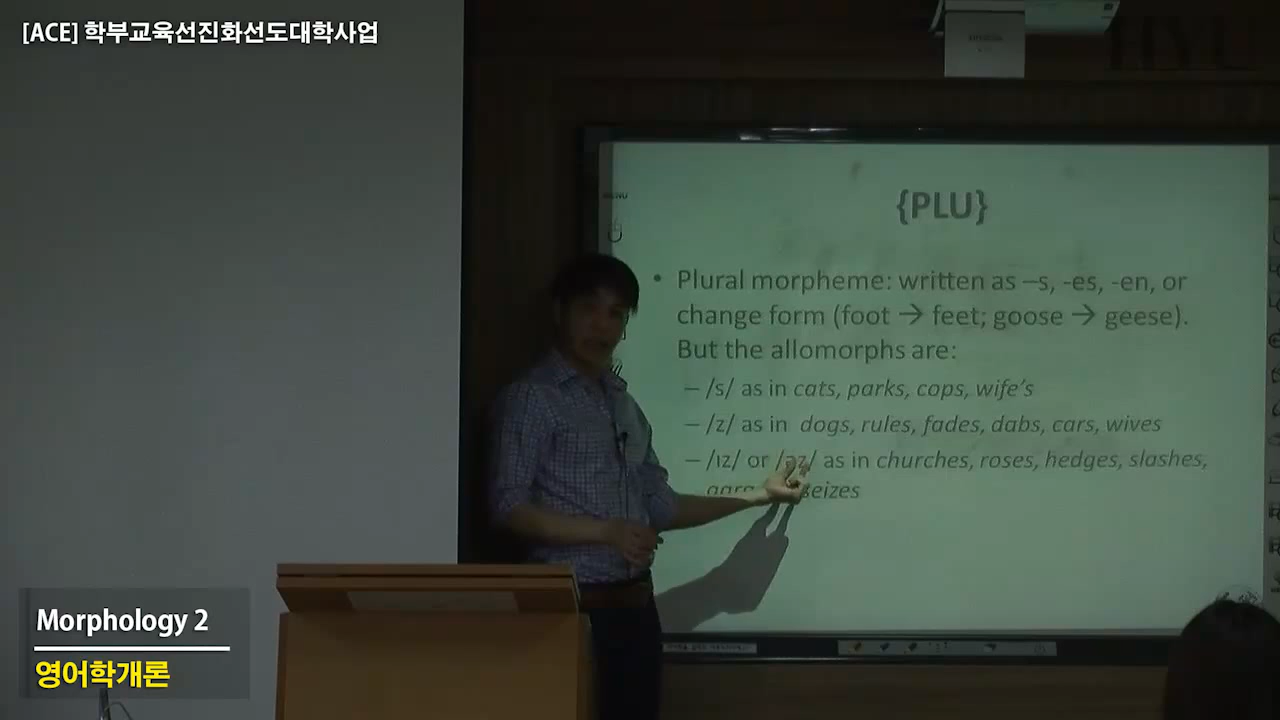 [ACE] 학부교육선진화선도대학사업
HYU
MENU
{PLU}
• Plural morpheme: written as –s, -es, -en, or
change form (foot → feet; goose → geese).
But the allomorphs are:
– /s/ as in cats, parks, cops, wife's
– /z/ as in dogs, rules, fades, dabs, cars, wives
– /ɪz/ or /əz/ as in churches, roses, hedges, slashes,
seizes
Morphology 2
영어학개론